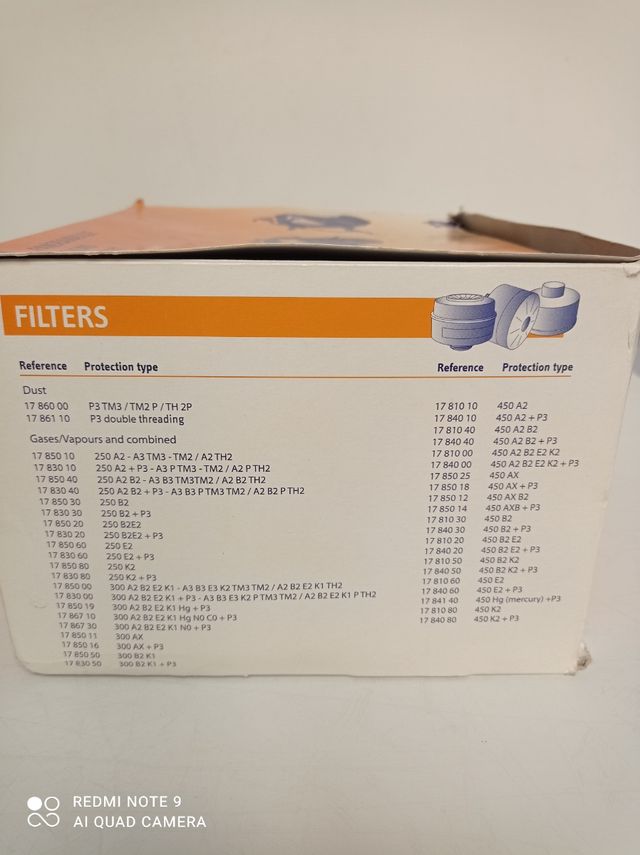 FILTERS
Reference Protection type
Dust
17 860 00 P3 TM3 / TM2 P / TH 2P
17 861 10 P3 double threading
Gases/Vapours and combined
17 850 10 250 A2 - A3 TM3 - TM2 / A2 TH2
17 830 10 250 A2 + P3 - A3 P TM3 - TM2 / A2 P TH2
17 850 40 250 A2 B2 - A3 B3 TM3TM2 / A2 B2 TH2
17 830 40 250 A2 B2 + P3 - A3 B3 P TM3 TM2 / A2 B2 P TH2
17 850 30 250 B2
17 830 30 250 B2 + P3
17 850 20 250 B2E2
17 830 20 250 B2E2 + P3
17 850 60 250 E2
17 830 60 250 E2 + P3
17 850 80 250 K2
17 830 80 250 K2 + P3
17 850 00 300 A2 B2 E2 K1 - A3 B3 E3 K2 TM3 TM2 / A2 B2 E2 K1 TH2
17 830 00 300 A2 B2 E2 K1 + P3 - A3 B3 E3 K2 P TM3 TM2 / A2 B2 E2 K1 P TH2
17 850 19 300 A2 B2 E2 K1 Hg + P3
17 867 10 300 A2 B2 E2 K1 Hg NO CO + P3
17 867 30 300 A2 B2 E2 K1 NO + P3
17 850 11 300 AX
17 850 16 300 AX + P3
17 850 50 300 B2 K1
17 830 50 300 B2 K1 + P3
Reference Protection type
17 810 10 450 A2
17 840 10 450 A2 + P3
17 810 40 450 A2 B2
17 840 40 450 A2 B2 + P3
17 810 00 450 A2 B2 E2 K2
17 840 00 450 A2 B2 E2 K2 + P3
17 850 25 450 AX
17 850 18 450 AX + P3
17 850 12 450 AX B2
17 850 14 450 AXB + P3
17 810 30 450 B2
17 840 30 450 B2 + P3
17 810 20 450 B2 E2
17 840 20 450 B2 E2 + P3
17 810 50 450 B2 K2
17 840 50 450 B2 K2 + P3
17 810 60 450 E2
17 840 60 450 E2 + P3
17 841 40 450 Hg (mercury) +P3
17 810 80 450 K2
17 840 80 450 K2 + P3
REDMI NOTE 9
AI QUAD CAMERA